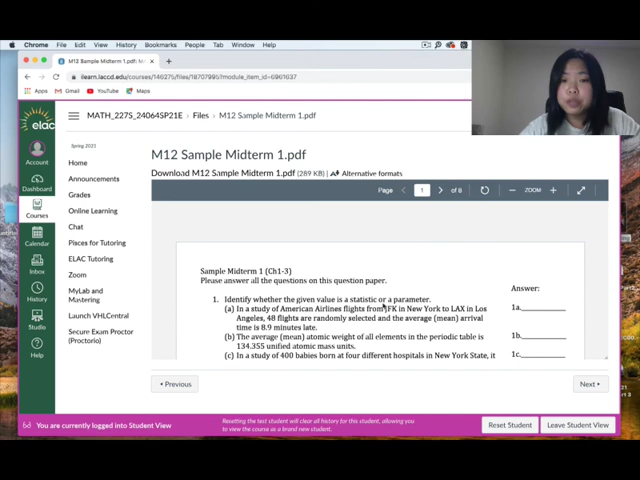 Chrome File Edit View History Bookmarks People Tab Window Help
M12 Sample Midterm 1.pdf: MA
ilearn.laccd.edu/courses/146275/files/18707995?module_item_id=6961637
Apps Gmail YouTube Maps
elac
Account
Dashboard
Courses
Calendar
Inbox
History
Studio
Help
MATH_227S_24064SP21E › Files › M12 Sample Midterm 1.pdf
Spring 2021
Home
Announcements
Grades
Online Learning
Chat
Pisces for Tutoring
ELAC Tutoring
Zoom
MyLab and
Mastering
Launch VHLCentral
Secure Exam Proctor
(Proctorio)
M12 Sample Midterm 1.pdf
Download M12 Sample Midterm 1.pdf (289 KB) | Alternative formats
Page 1 of 8 ZOOM
Sample Midterm 1 (Ch1-3)
Please answer all the questions on this question paper.
Answer:
1. Identify whether the given value is a statistic or a parameter.
(a) In a study of American Airlines flights from JFK in New York to LAX in Los 1a.
Angeles, 48 flights are randomly selected and the average (mean) arrival
time is 8.9 minutes late.
(b) The average (mean) atomic weight of all elements in the periodic table is 1b.
134.355 unified atomic mass units.
(c) In a study of 400 babies born at four different hospitals in New York State, it 1c.
Previous
Next
You are currently logged into Student View
Resetting the test student will clear all history for this student, allowing
you to view the course as a brand new student.
Reset Student
Leave Student View